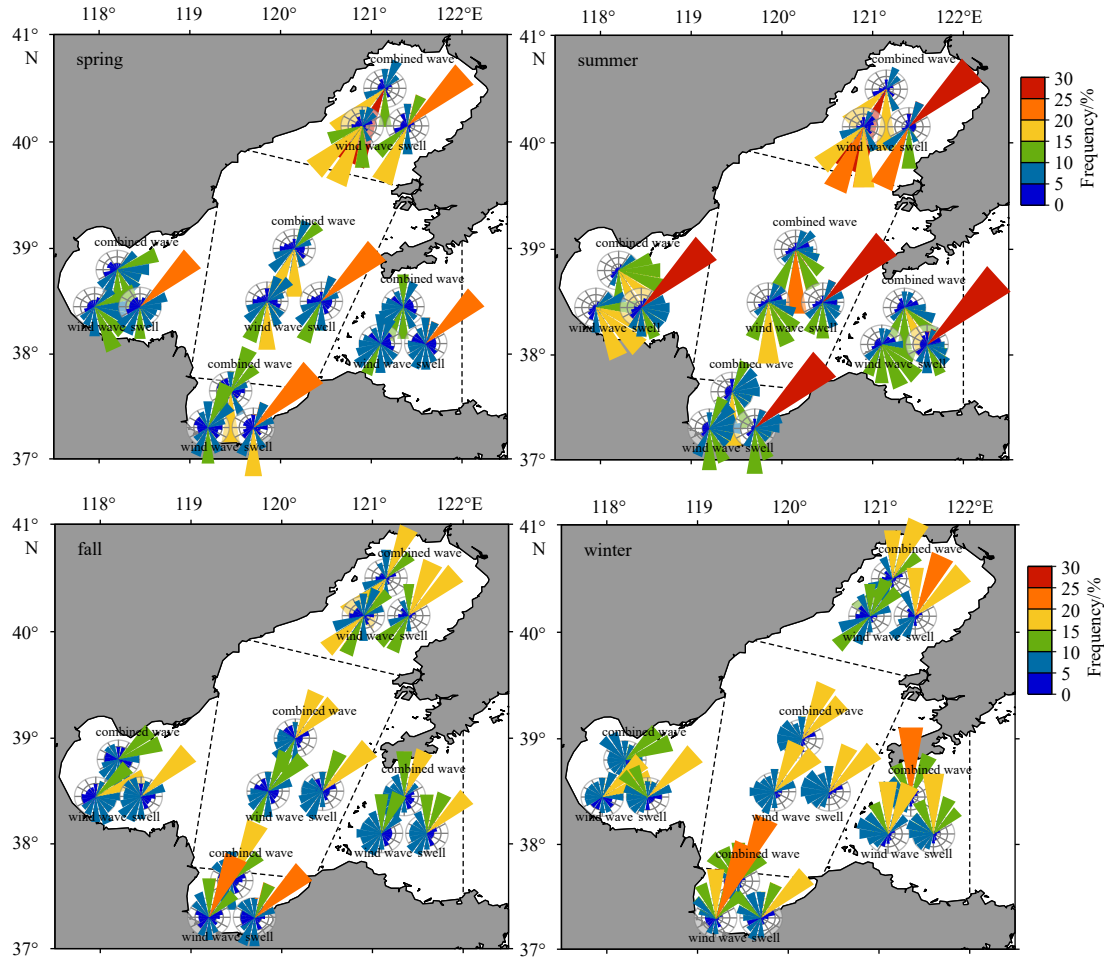 118° 119° 120° 121° 122°E 118° 119° 120° 121° 122°E
41° 41°
N spring combined wave N summer combined wave
30
25
20
40° wind wave swell 40° wind wave swell 15
10
5
0
Frequency/%
combined wave combined wave
39° combined wave 39° combined wave
combined wave combined wave
wind wave swell wind wave swell wind wave swell wind wave swell
38° wind wave swell 38° wind wave swell
combined wave combined wave
wind wave swell wind wave swell
37° 37°
118° 119° 120° 121° 122°E 118° 119° 120° 121° 122°E
41° 41°
N fall combined wave N winter combined wave
30
25
20
40° wind wave swell 40° wind wave swell 15
10
5
0
Frequency/%
combined wave combined wave
39° combined wave 39° combined wave
combined wave combined wave
wind wave swell wind wave swell wind wave swell wind wave swell
38° wind wave swell 38° wind wave swell
combined wave combined wave
wind wave swell wind wave swell
37° 37°